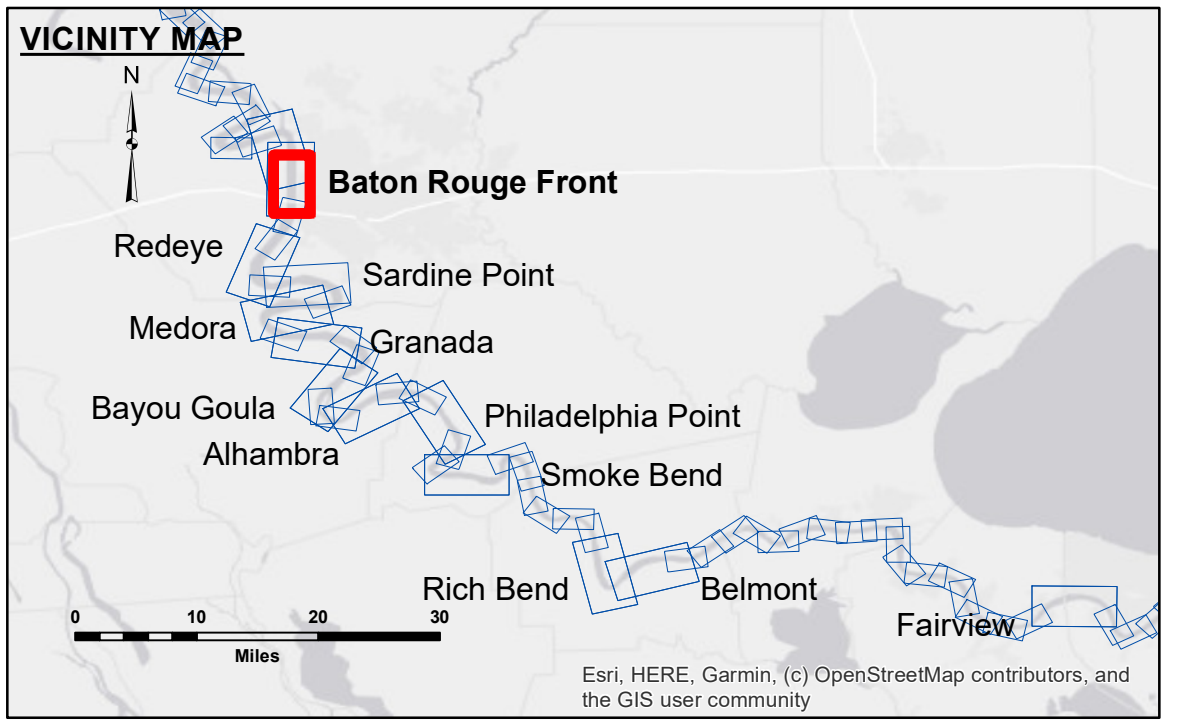 VICINITY MAP
N
Baton Rouge Front
Redeye
Sardine Point
Medora
Granada
Bayou Goula
Philadelphia Point
Alhambra
Smoke Bend
Rich Bend
Belmont
Fairview
0 10 20 30
Miles
Esri, HERE, Garmin, (c) OpenStreetMap contributors, and
the GIS user community